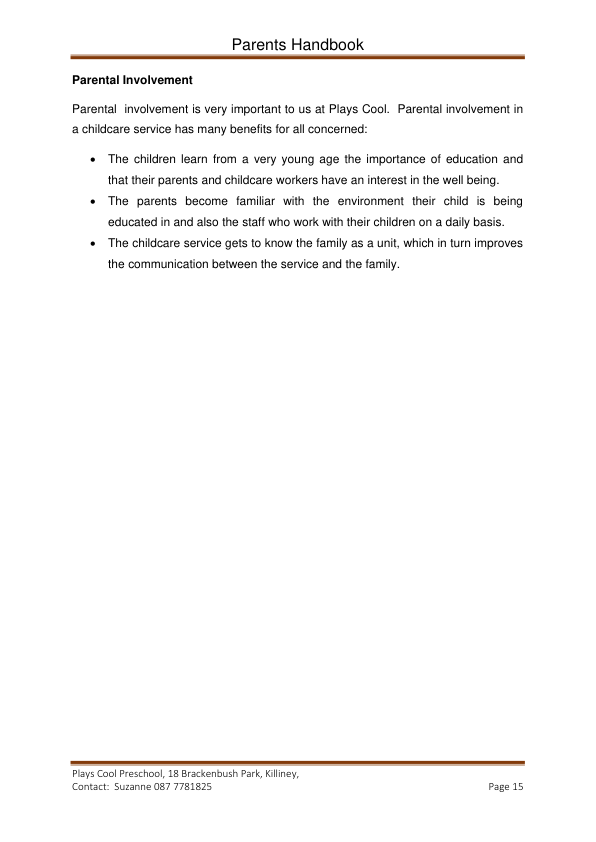 Parents Handbook
Parental Involvement
Parental  involvement is very important to us at Plays Cool.  Parental involvement in
a childcare service has many benefits for all concerned:
• The children learn from a very young age the importance of education and
that their parents and childcare workers have an interest in the well being.
• The parents become familiar with the environment their child is being
educated in and also the staff who work with their children on a daily basis.
• The childcare service gets to know the family as a unit, which in turn improves
the communication between the service and the family.
Plays Cool Preschool, 18 Brackenbush Park, Killiney,
Contact:  Suzanne 087 7781825 Page 15